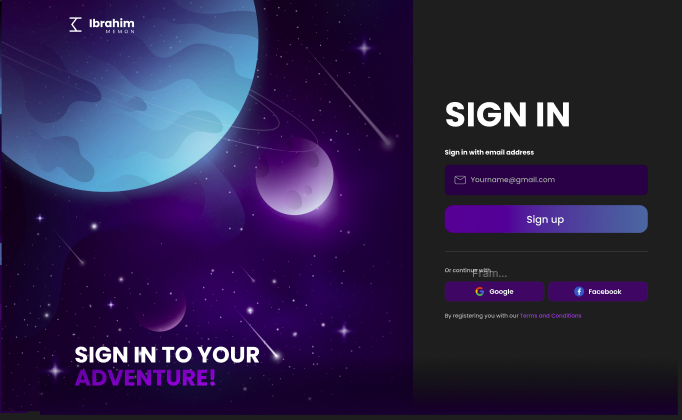 Ibrahim
MEMON
SIGN IN
Sign in with email address
Yourname@gmail.com
Sign up
Or continue with
Fram...
Google
Facebook
By registering you with our Terms and Conditions
SIGN IN TO YOUR
ADVENTURE!